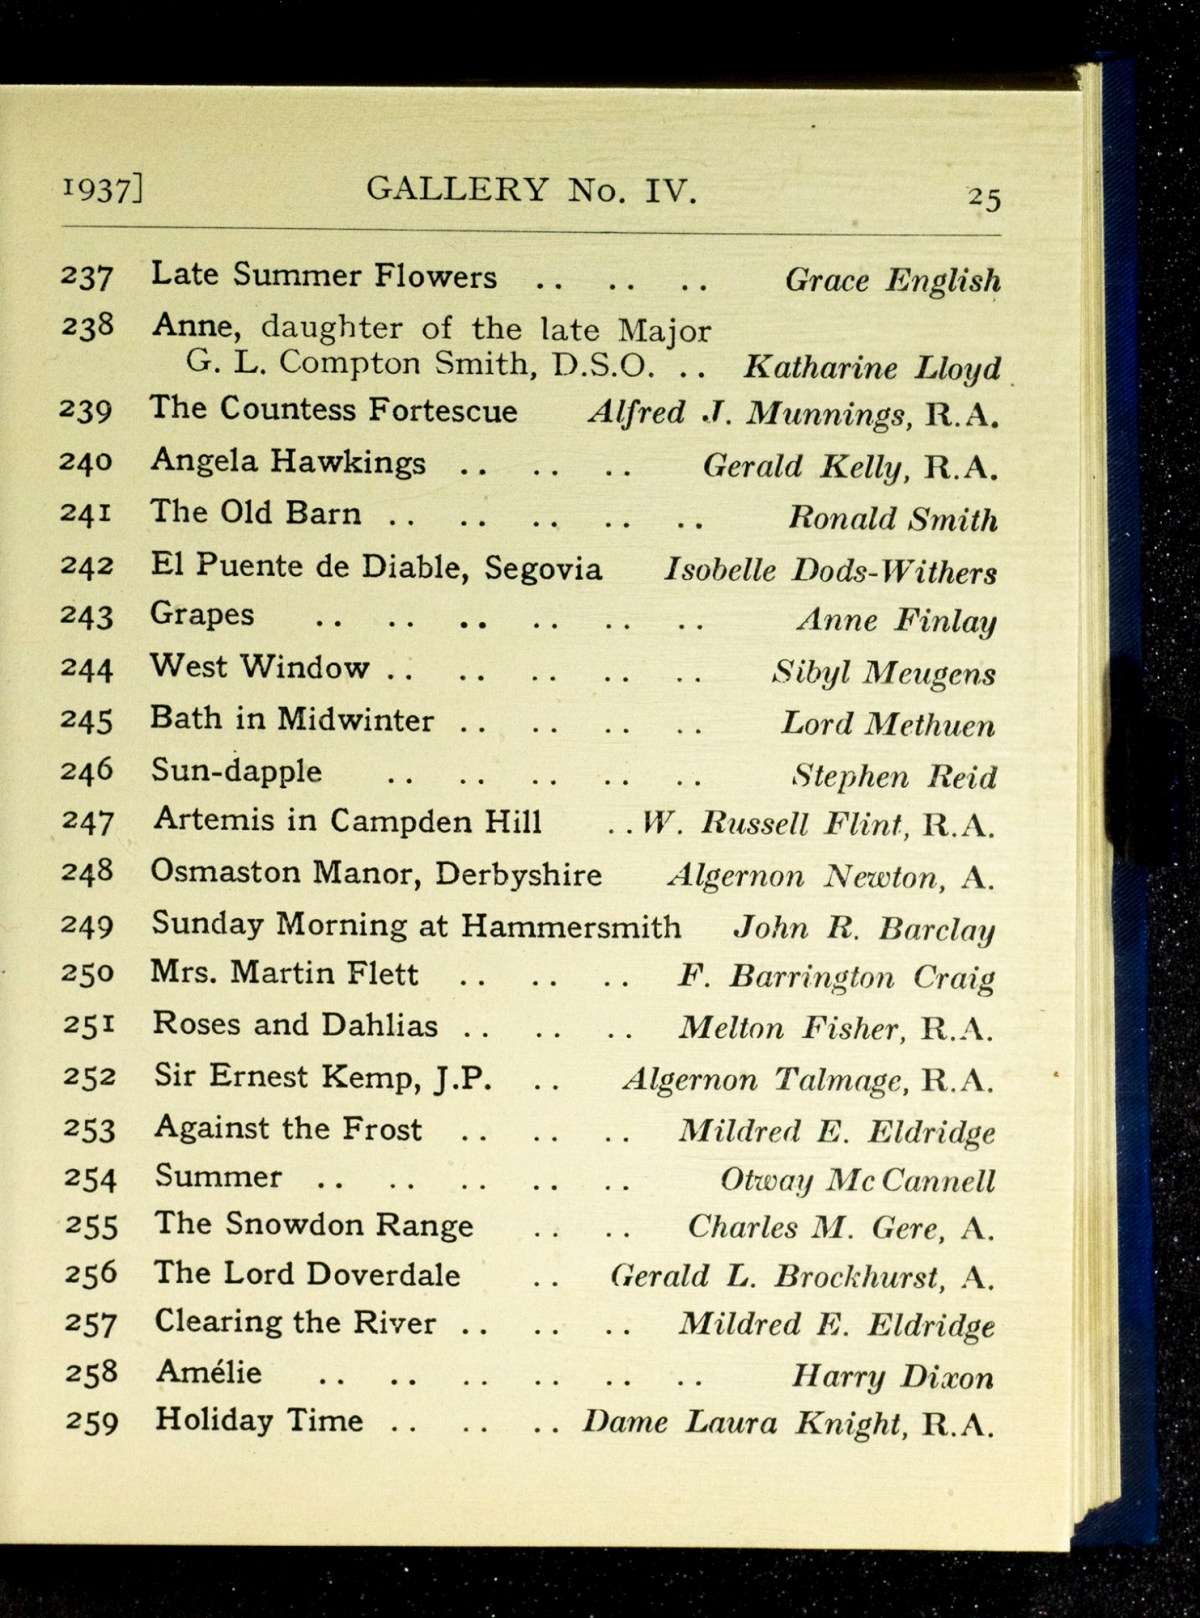 1937] GALLERY No. IV. 25
237 Late Summer Flowers .. .. .. Grace English
238 Anne, daughter of the late Major
G. L. Compton Smith, D.S.O. .. Katharine Lloyd
239 The Countess Fortescue Alfred J. Munnings, R.A.
240 Angela Hawkings .. .. .. Gerald Kelly, R.A.
241 The Old Barn .. .. .. .. .. Ronald Smith
242 El Puente de Diable, Segovia Isobelle Dods-Withers
243 Grapes .. .. .. .. .. .. Anne Finlay
244 West Window .. .. .. .. .. Sibyl Meugens
245 Bath in Midwinter .. .. .. .. Lord Methuen
246 Sun-dapple .. .. .. .. .. Stephen Reid
247 Artemis in Campden Hill .. W. Russell Flint, R.A.
248 Osmaston Manor, Derbyshire Algernon Newton, A.
249 Sunday Morning at Hammersmith John R. Barclay
250 Mrs. Martin Flett .. .. .. F. Barrington Craig
251 Roses and Dahlias .. .. .. Melton Fisher, R.A.
252 Sir Ernest Kemp, J.P. .. Algernon Talmage, R.A.
253 Against the Frost .. .. .. Mildred E. Eldridge
254 Summer .. .. .. .. .. Otway McCannell
255 The Snowdon Range .. .. Charles M. Gere, A.
256 The Lord Doverdale .. Gerald L. Brockhurst, A.
257 Clearing the River .. .. .. Mildred E. Eldridge
258 Amélie .. .. .. .. .. .. Harry Dixon
259 Holiday Time .. .. .. Dame Laura Knight, R.A.